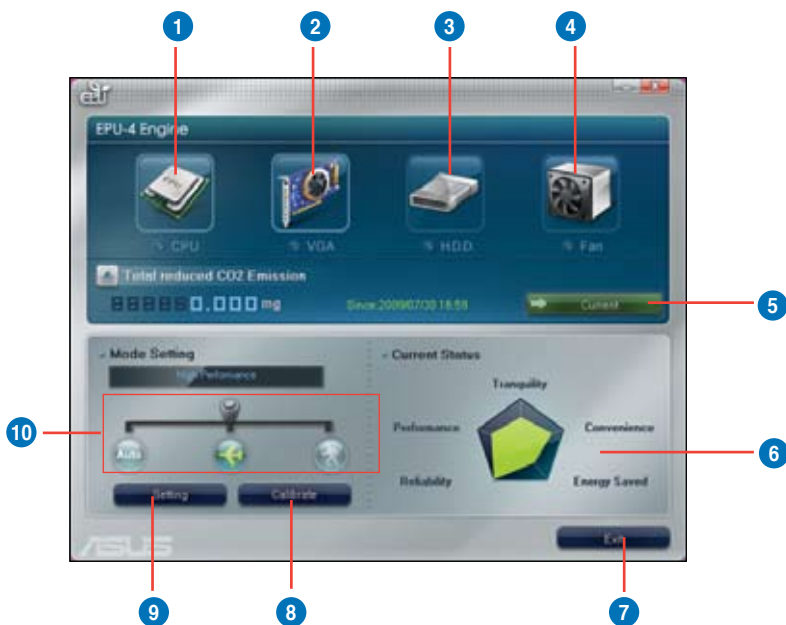 1 2 3 4
EPU
EPU-4 Engine
EPU
CPU VGA H.D.D Fan
Total reduced CO2 Emission
0.000 mg Since:2009/07/30 Current
5
Mode Setting
High Performance
Auto
Setting Calibrate
Current Status
Tranquility
Performance Convenience
Reliability Energy Saved
10
6
ASUS
Exit
9 8 7